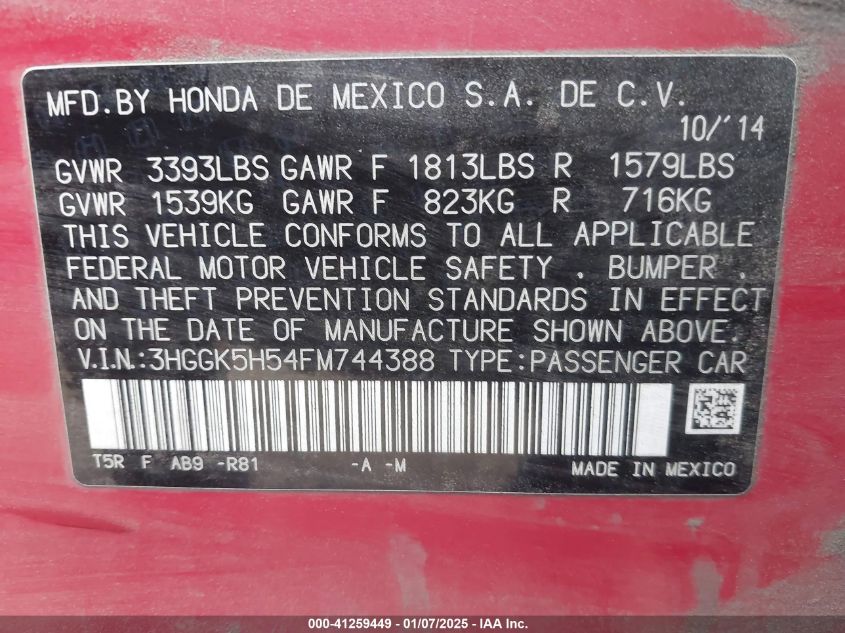 MFD.BY HONDA DE MEXICO S.A. DE C.V.
10/'14
GVWR 3393LBS GAWR F 1813LBS R 1579LBS
GVWR 1539KG GAWR F 823KG R 716KG
THIS VEHICLE CONFORMS TO ALL APPLICABLE
FEDERAL MOTOR VEHICLE SAFETY , BUMPER ,
AND THEFT PREVENTION STANDARDS IN EFFECT
ON THE DATE OF MANUFACTURE SHOWN ABOVE.
V.I.N.:3HGGK5H54FM744388 TYPE:PASSENGER CAR
T5R F AB9 -R81 -A -M MADE IN MEXICO
000-41259449 - 01/07/2025 - IAA Inc.